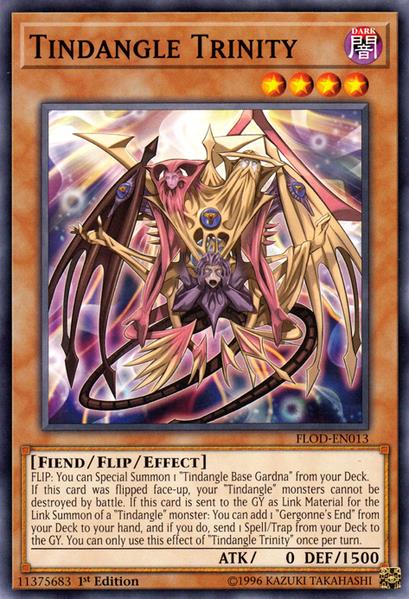 TINDANGLE TRINITY
DARK
闇
FLOD-EN013
[FIEND/FLIP/EFFECT]
FLIP: You can Special Summon 1 "Tindangle Base Gardna" from your Deck.
If this card was flipped face-up, your "Tindangle" monsters cannot be
destroyed by battle. If this card is sent to the GY as Link Material for the
Link Summon of a "Tindangle" monster: You can add 1 "Gergonne's End" from
your Deck to your hand, and if you do, send 1 Spell/Trap from your Deck to
the GY. You can only use this effect of "Tindangle Trinity" once per turn.
ATK/ 0 DEF/1500
11375683 1st Edition ©1996 KAZUKI TAKAHASHI